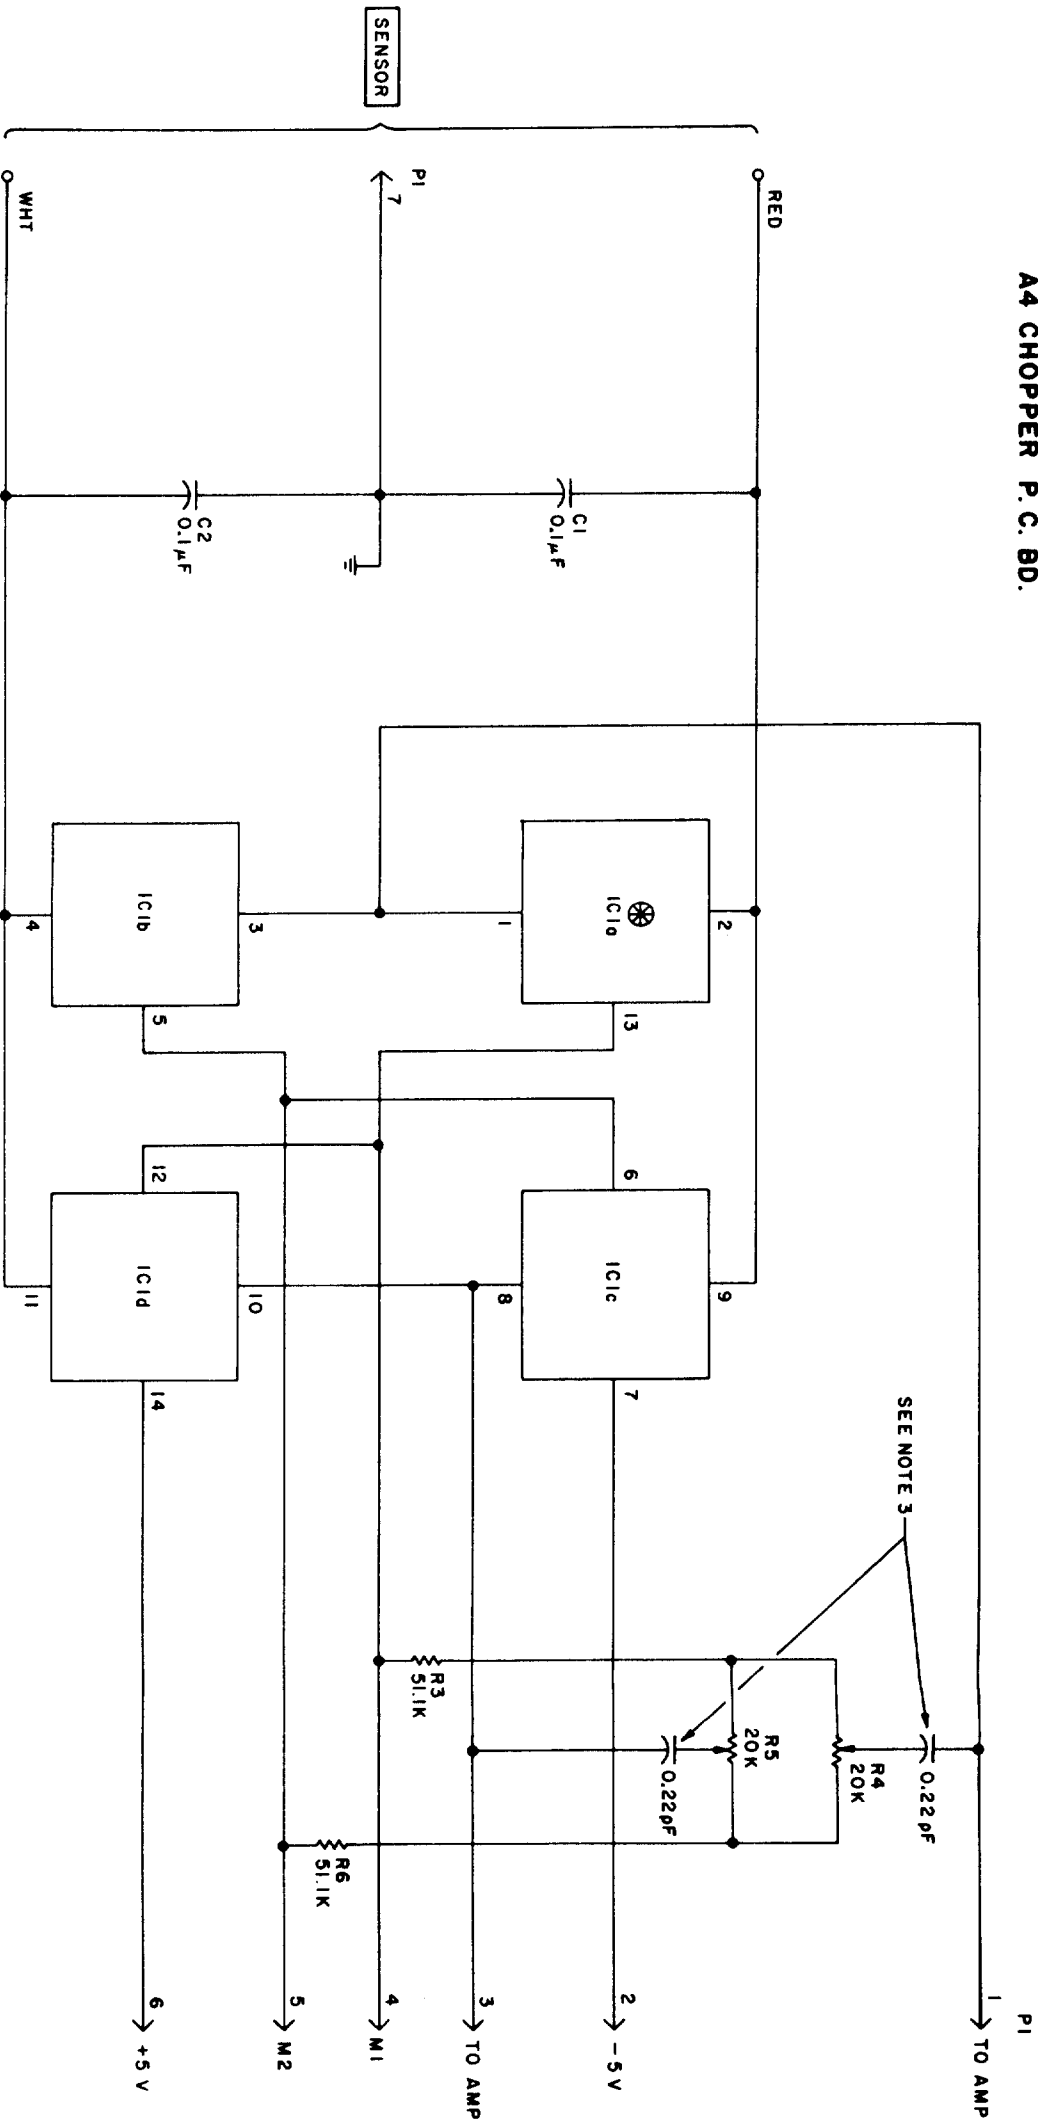 A4 CHOPPER P.C. BD.
SENSOR
RED
P1
7
WHT
C1
0.1µF
C2
0.1µF
IC1a
2
1
13
IC1b
3
4
5
IC1c
9
6
8
7
IC1d
12
10
11
14
SEE NOTE 3
0.22pF
R4
20K
R5
20K
0.22pF
R3
51.1K
R6
51.1K
P1
1
TO AMP
2
-5V
3
TO AMP
4
M1
5
M2
6
+5V